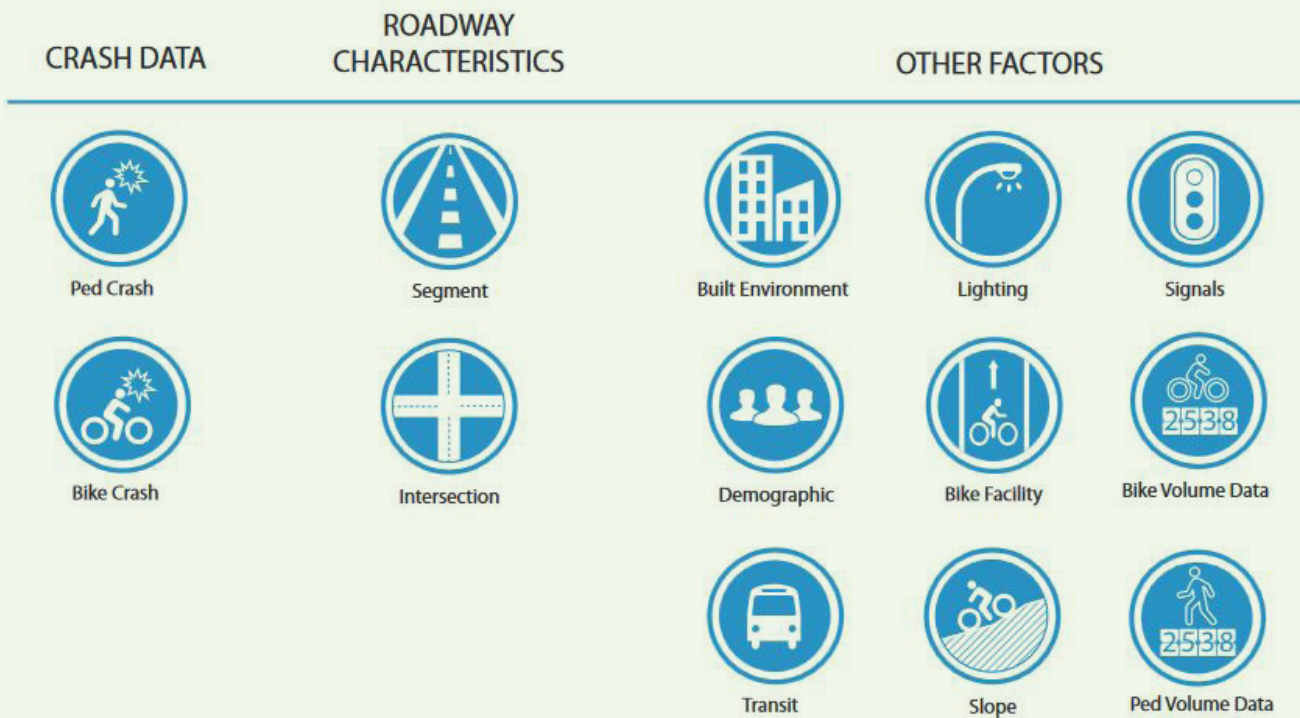 CRASH DATA
ROADWAY
CHARACTERISTICS
OTHER FACTORS
Ped Crash
Segment
Built Environment
Lighting
Signals
Bike Crash
Intersection
Demographic
Bike Facility
2538
Bike Volume Data
Transit
Slope
2538
Ped Volume Data